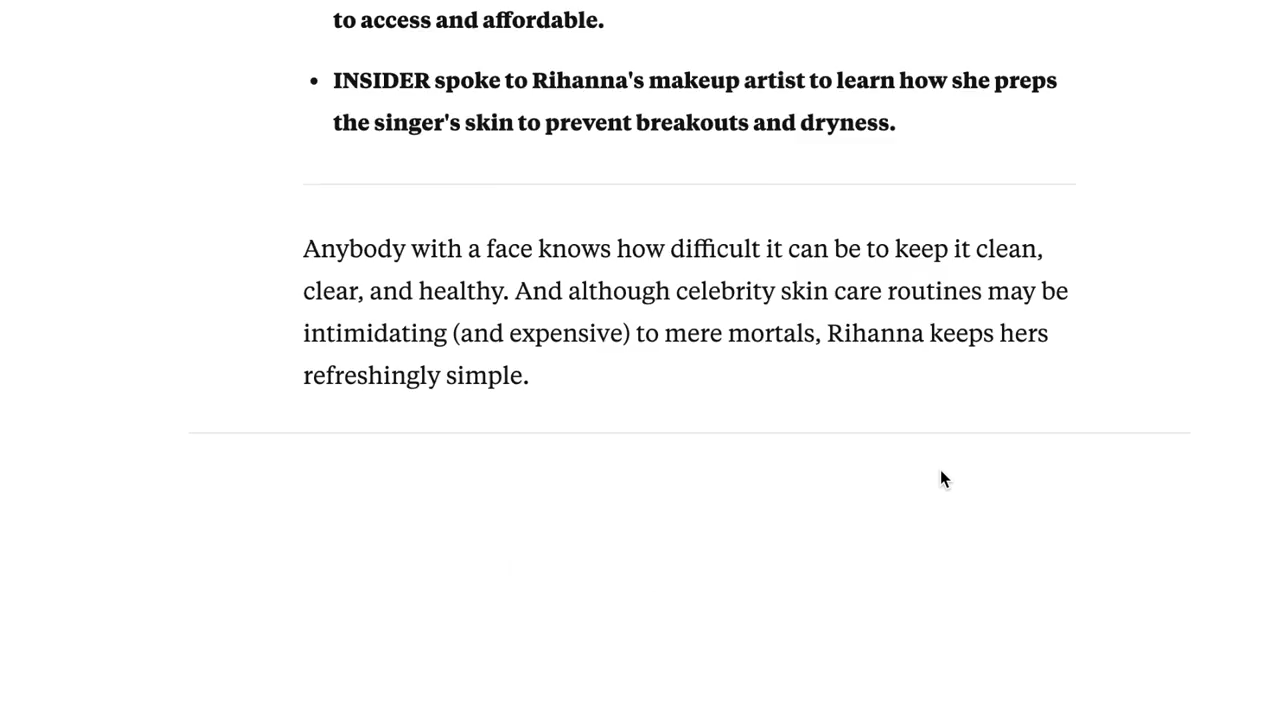 to access and affordable.
• INSIDER spoke to Rihanna's makeup artist to learn how she preps
the singer's skin to prevent breakouts and dryness.
Anybody with a face knows how difficult it can be to keep it clean,
clear, and healthy. And although celebrity skin care routines may be
intimidating (and expensive) to mere mortals, Rihanna keeps hers
refreshingly simple.